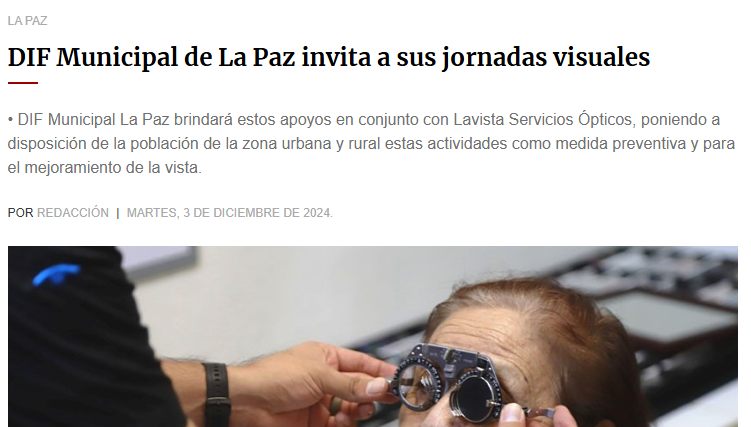 LA PAZ
DIF Municipal de La Paz invita a sus jornadas visuales
• DIF Municipal La Paz brindará estos apoyos en conjunto con Lavista Servicios Ópticos, poniendo a
disposición de la población de la zona urbana y rural estas actividades como medida preventiva y para
el mejoramiento de la vista.
POR REDACCIÓN | MARTES, 3 DE DICIEMBRE DE 2024.